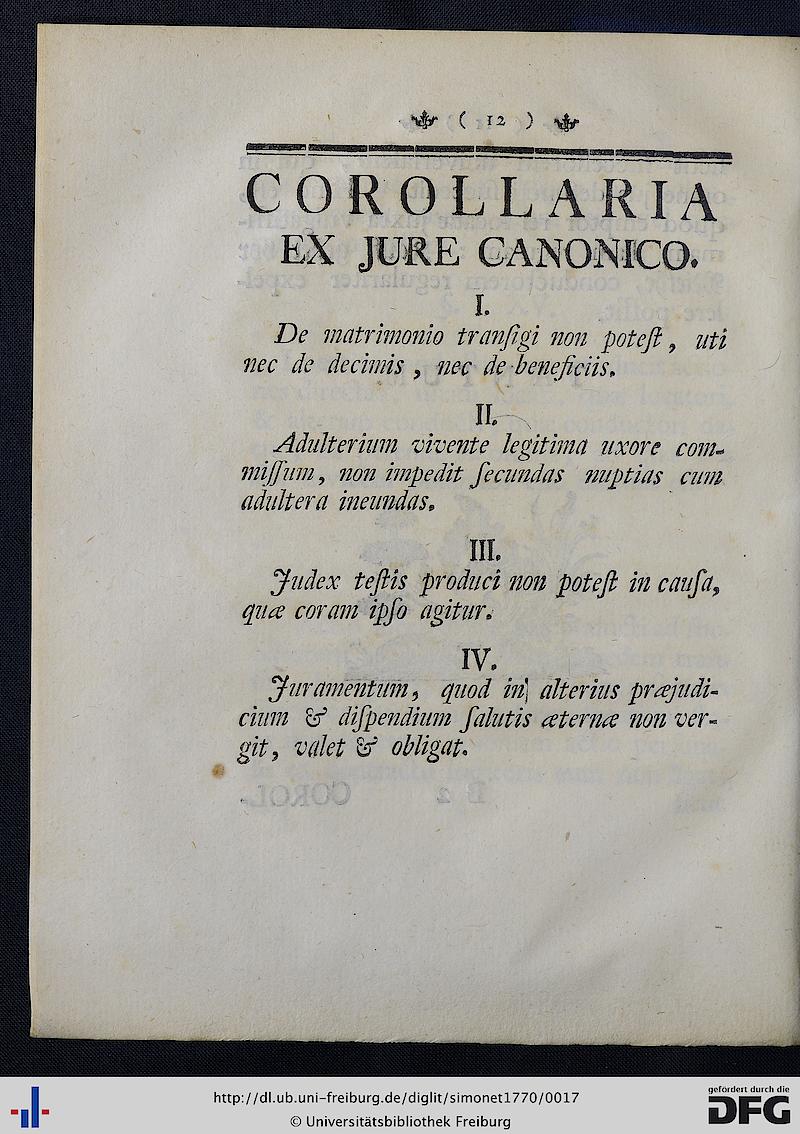 ( 12 )
COROLLARIA
EX JURE CANONICO.
I.
De matrimonio tranſigi non poteſt, uti
nec de decimis, nec de beneficiis.
II.
Adulterium vivente legitima uxore com-
miſſum, non impedit ſecundas nuptias cum
adultera ineundas.
III.
Judex teſtis produci non poteſt in cauſa,
quæ coram ipſo agitur.
IV.
Juramentum, quod in alterius præjudi-
cium & diſpendium ſalutis æternæ non ver-
git, valet & obligat.
http://dl.ub.uni-freiburg.de/diglit/simonet1770/0017
© Universitätsbibliothek Freiburg
gefördert durch die
DFG